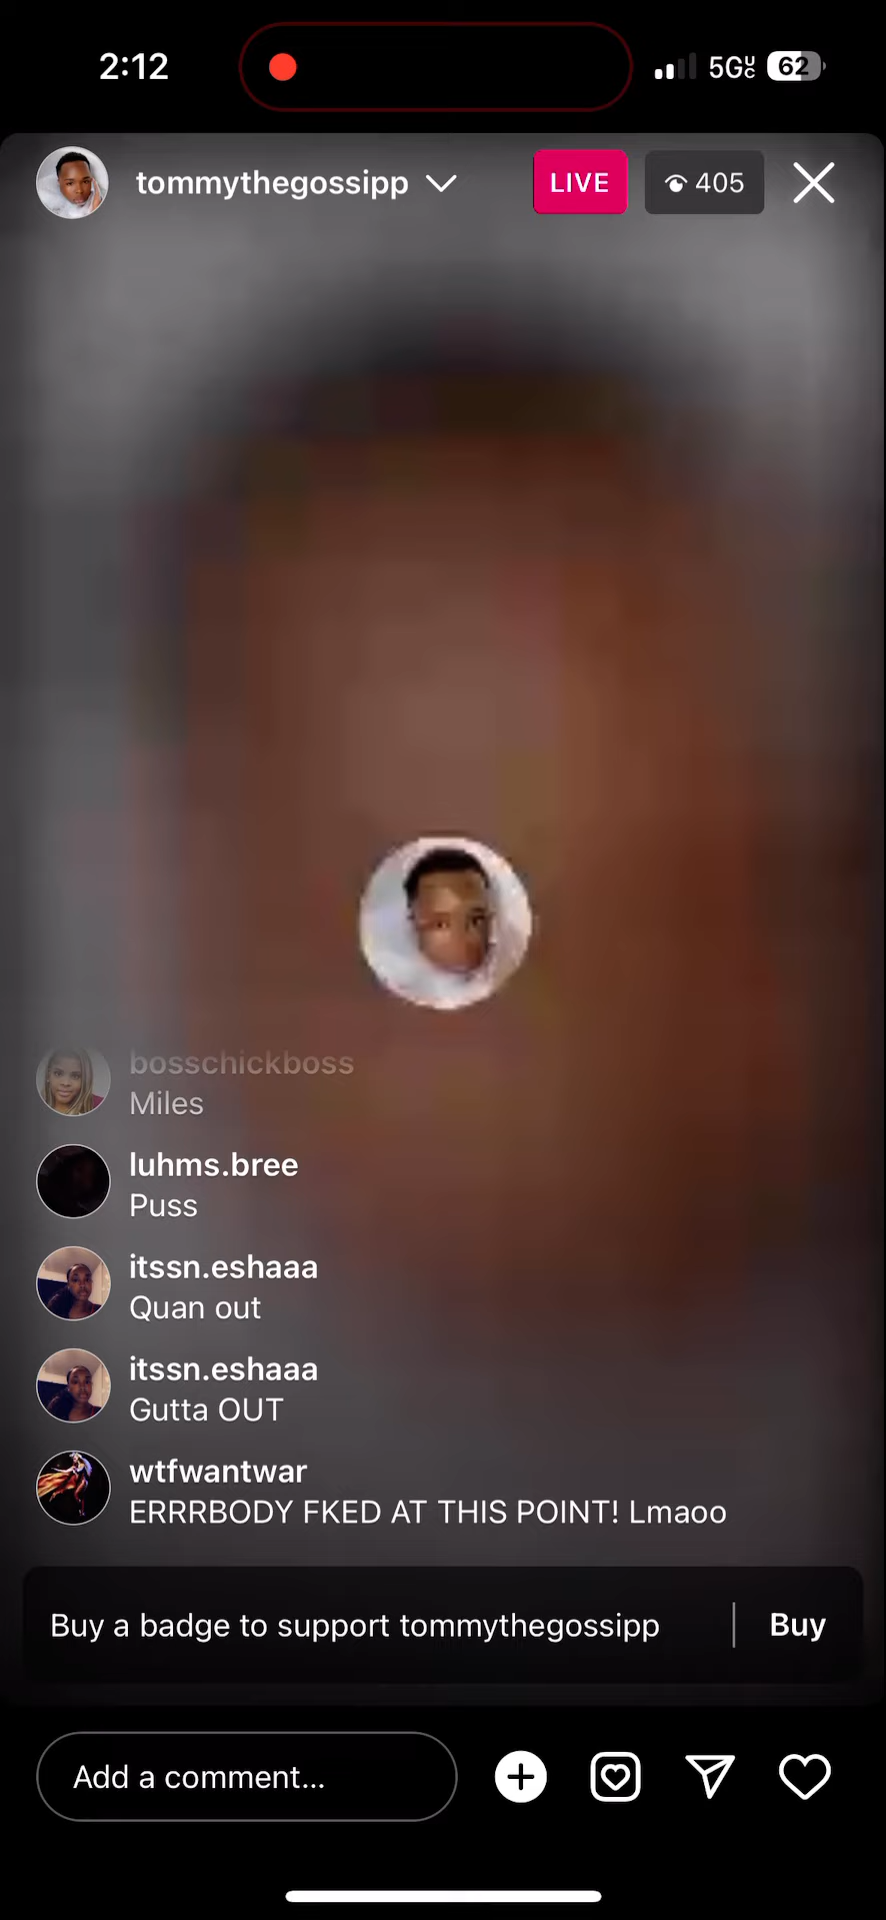 2:12
5GUC
62
tommythegossipp
LIVE
405
bosschickboss
Miles
luhms.bree
Puss
itssn.eshaaa
Quan out
itssn.eshaaa
Gutta OUT
wtfwantwar
ERRRBODY FKED AT THIS POINT! Lmaoo
Buy a badge to support tommythegossipp
Buy
Add a comment...